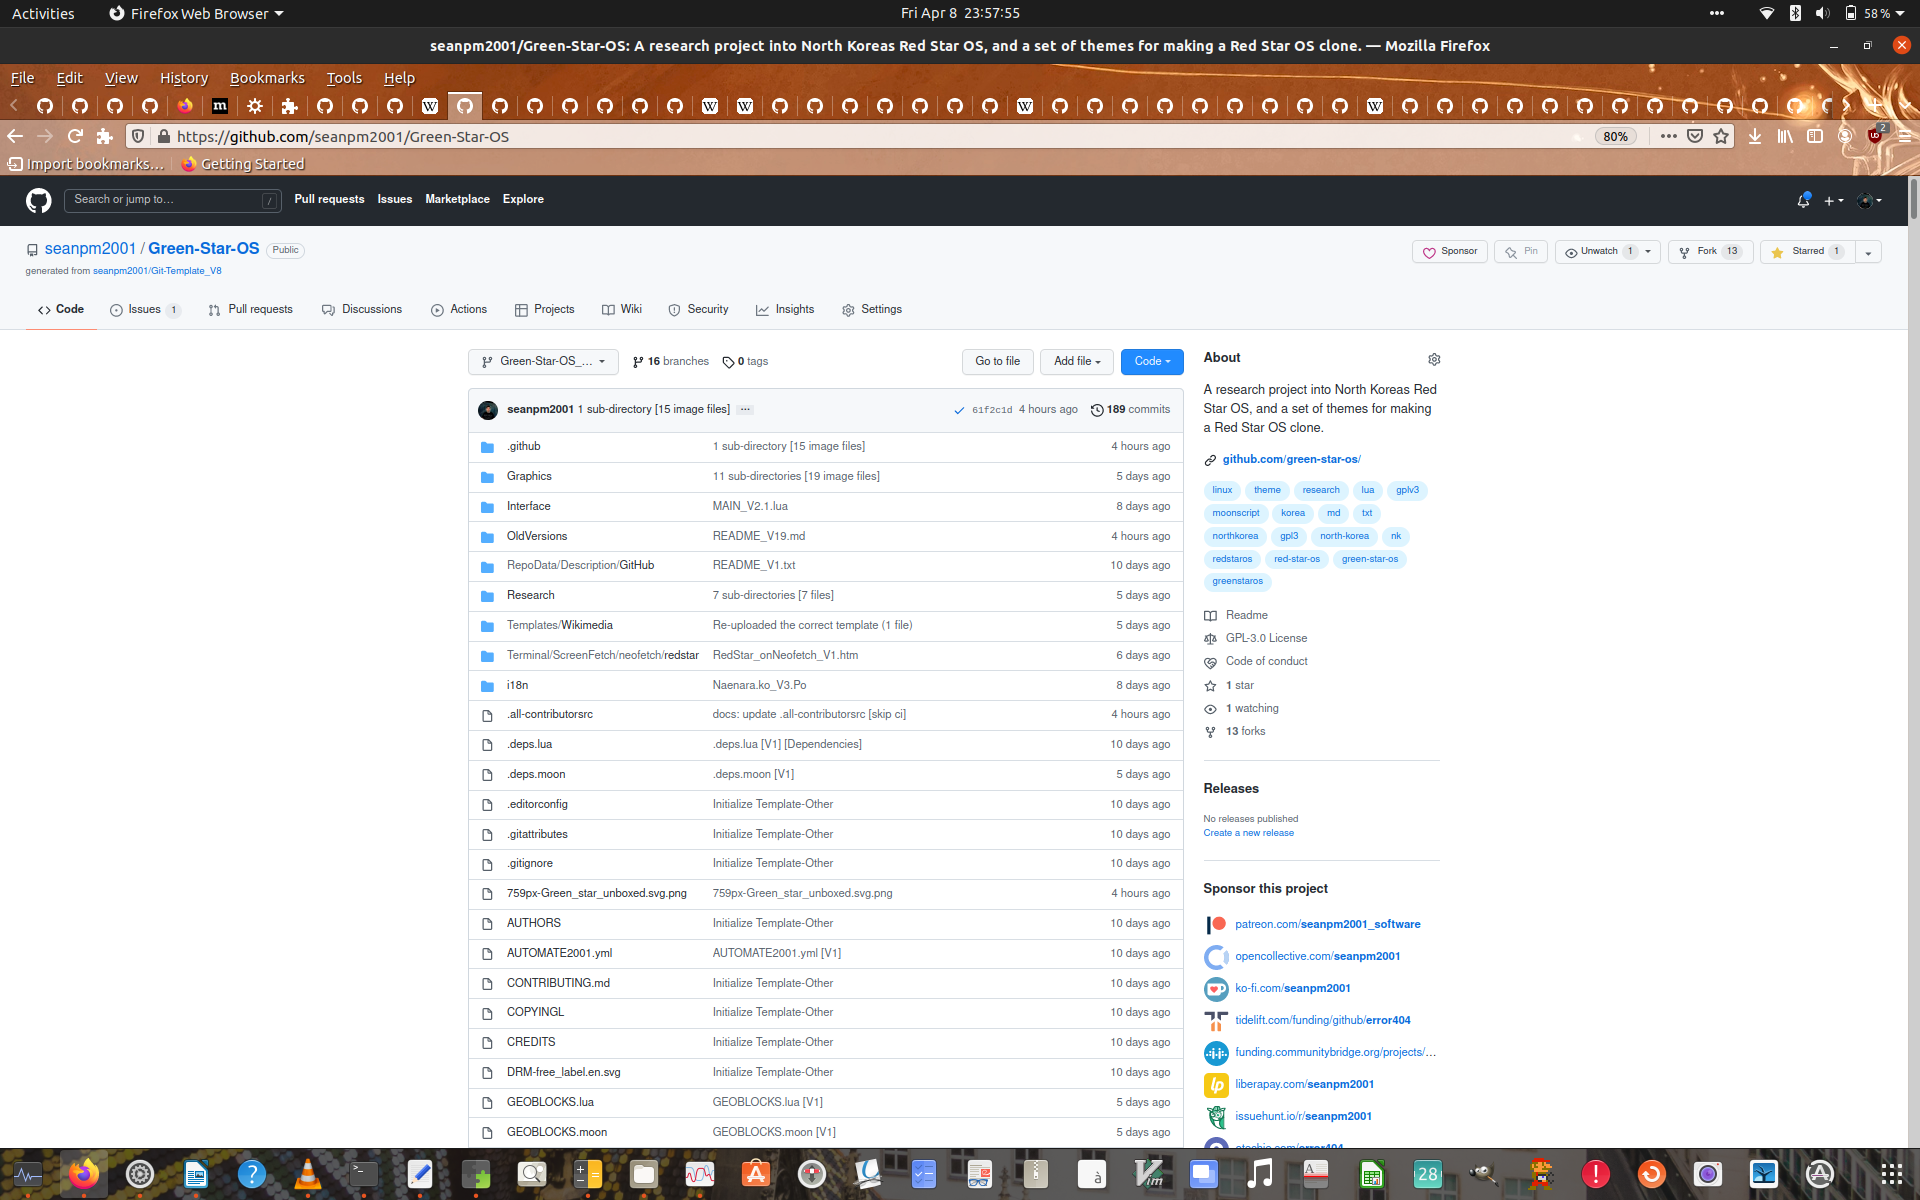 Activities Firefox Web Browser Fri Apr 8 23:57:55 58 %
seanpm2001/Green-Star-OS: A research project into North Koreas Red Star OS, and a set of themes for making a Red Star OS clone. — Mozilla Firefox
File Edit View History Bookmarks Tools Help
https://github.com/seanpm2001/Green-Star-OS 80% 2
Import bookmarks… Getting Started
Search or jump to… / Pull requests Issues Marketplace Explore
seanpm2001 / Green-Star-OS Public Sponsor Pin Unwatch 1 Fork 13 Starred 1
generated from seanpm2001/Git-Template_V8
Code Issues 1 Pull requests Discussions Actions Projects Wiki Security Insights Settings
Green-Star-OS_... 16 branches 0 tags Go to file Add file Code
seanpm2001 1 sub-directory [15 image files] ... 61f2c1d 4 hours ago 189 commits
.github 1 sub-directory [15 image files] 4 hours ago
Graphics 11 sub-directories [19 image files] 5 days ago
Interface MAIN_V2.1.lua 8 days ago
OldVersions README_V19.md 4 hours ago
RepoData/Description/GitHub README_V1.txt 10 days ago
Research 7 sub-directories [7 files] 5 days ago
Templates/Wikimedia Re-uploaded the correct template (1 file) 5 days ago
Terminal/ScreenFetch/neofetch/redstar RedStar_onNeofetch_V1.htm 6 days ago
i18n Naenara.ko_V3.Po 8 days ago
.all-contributorsrc docs: update .all-contributorsrc [skip ci] 4 hours ago
.deps.lua .deps.lua [V1] [Dependencies] 10 days ago
.deps.moon .deps.moon [V1] 5 days ago
.editorconfig Initialize Template-Other 10 days ago
.gitattributes Initialize Template-Other 10 days ago
.gitignore Initialize Template-Other 10 days ago
759px-Green_star_unboxed.svg.png 759px-Green_star_unboxed.svg.png 4 hours ago
AUTHORS Initialize Template-Other 10 days ago
AUTOMATE2001.yml AUTOMATE2001.yml [V1] 10 days ago
CONTRIBUTING.md Initialize Template-Other 10 days ago
COPYINGL Initialize Template-Other 10 days ago
CREDITS Initialize Template-Other 10 days ago
DRM-free_label.en.svg Initialize Template-Other 10 days ago
GEOBLOCKS.lua GEOBLOCKS.lua [V1] 5 days ago
GEOBLOCKS.moon GEOBLOCKS.moon [V1] 5 days ago
About
A research project into North Koreas Red
Star OS, and a set of themes for making
a Red Star OS clone.
github.com/green-star-os/
linux theme research lua gplv3
moonscript korea md txt
northkorea gpl3 north-korea nk
redstaros red-star-os green-star-os
greenstaros
Readme
GPL-3.0 License
Code of conduct
1 star
1 watching
13 forks
Releases
No releases published
Create a new release
Sponsor this project
patreon.com/seanpm2001_software
opencollective.com/seanpm2001
ko-fi.com/seanpm2001
tidelift.com/funding/github/error404
funding.communitybridge.org/projects/...
liberapay.com/seanpm2001
issuehunt.io/r/seanpm2001
otechie.com/error404
28